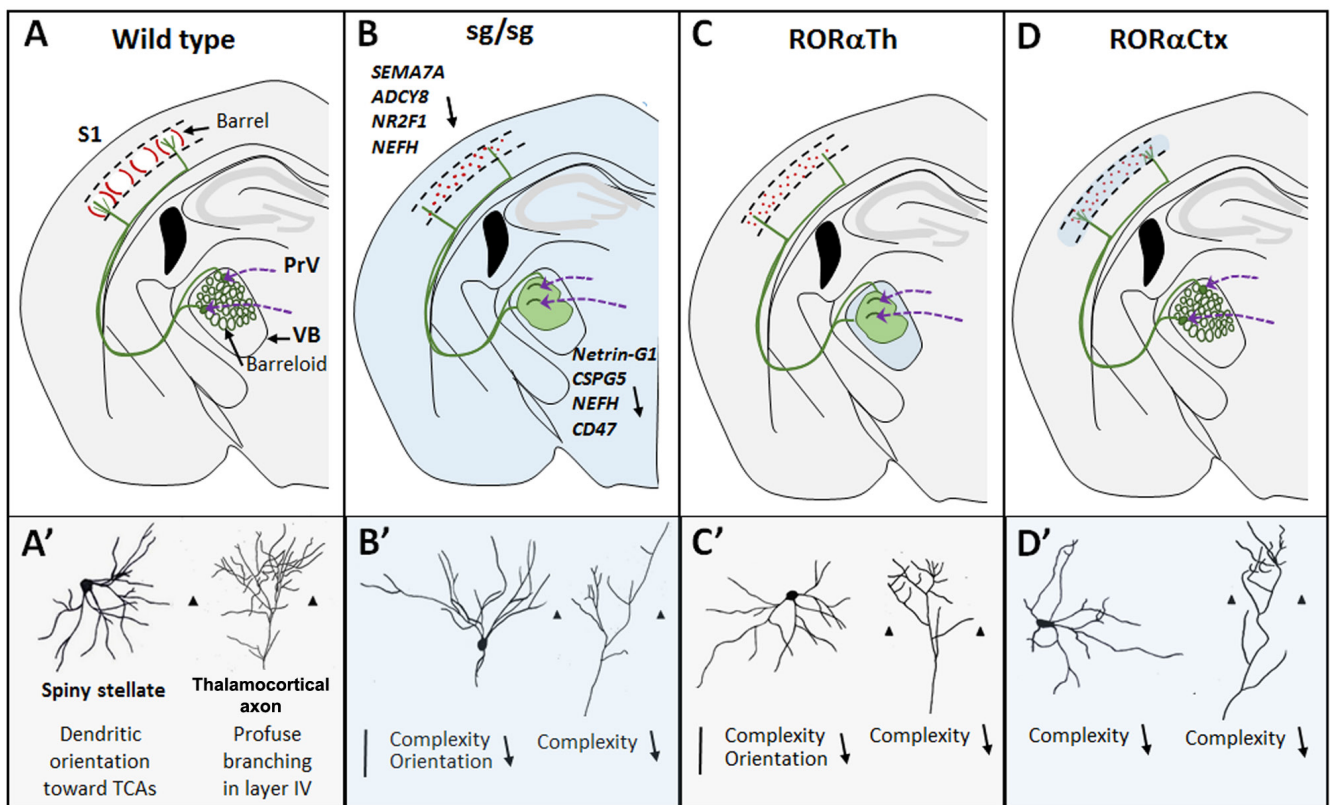 A
Wild type
S1
Barrel
PrV
VB
Barreloid
B
sg/sg
SEMA7A
ADCY8
NR2F1
NEFH
Netrin-G1
CSPG5
NEFH
CD47
C
RORαTh
D
RORαCtx
A’
Spiny stellate
Dendritic
orientation
toward TCAs
Thalamocortical
axon
Profuse
branching
in layer IV
B’
Complexity
Orientation
Complexity
C’
Complexity
Orientation
Complexity
D’
Complexity
Complexity